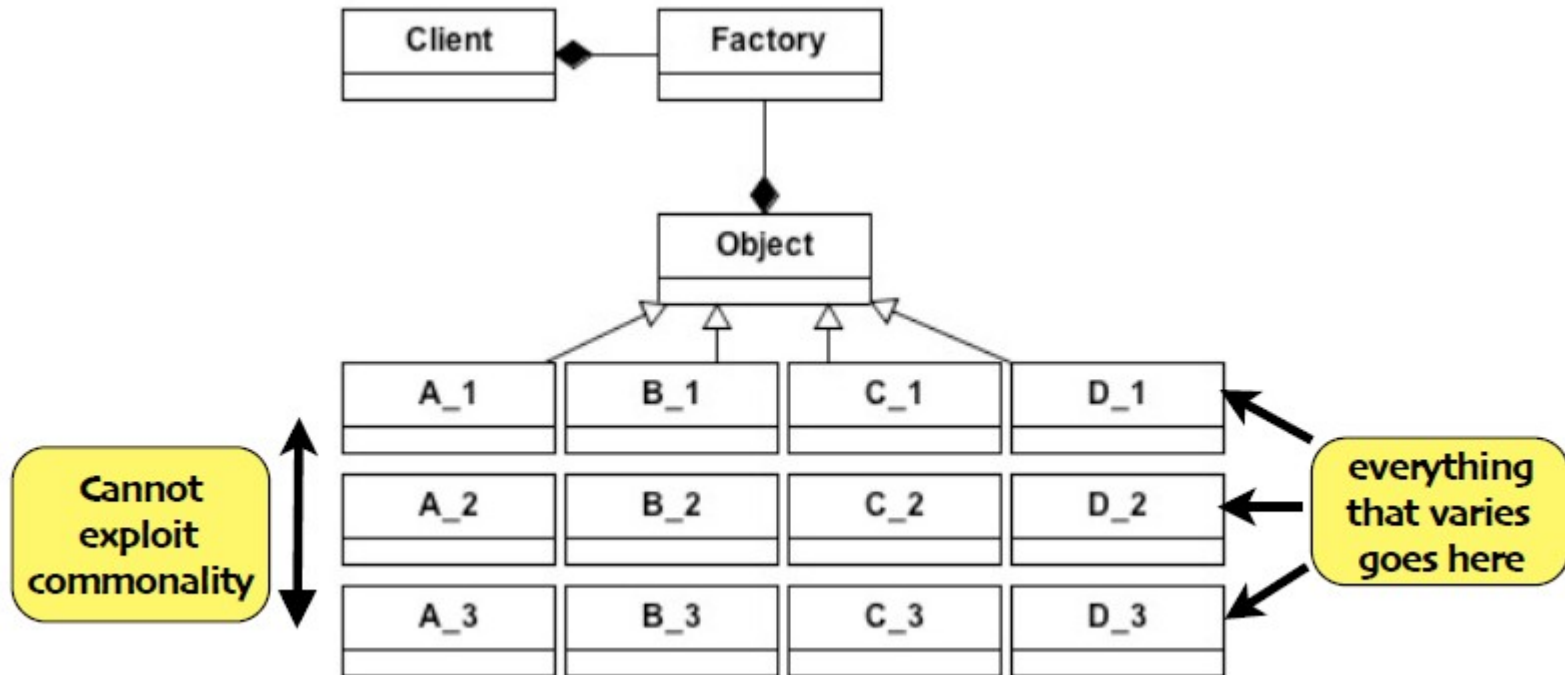 Client
Factory
Object
A_1
B_1
C_1
D_1
Cannot
exploit
commonality
everything
that varies
goes here
A_2
B_2
C_2
D_2
A_3
B_3
C_3
D_3